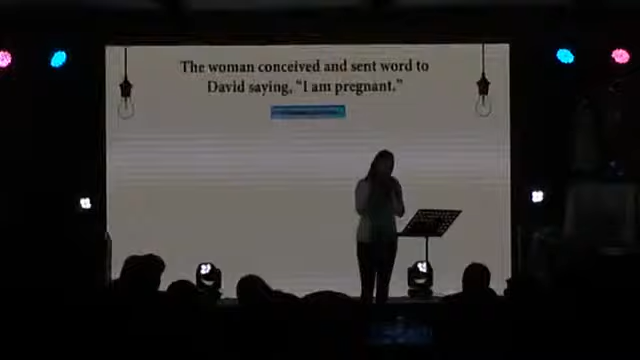 The woman conceived and sent word to
David saying, “I am pregnant.”